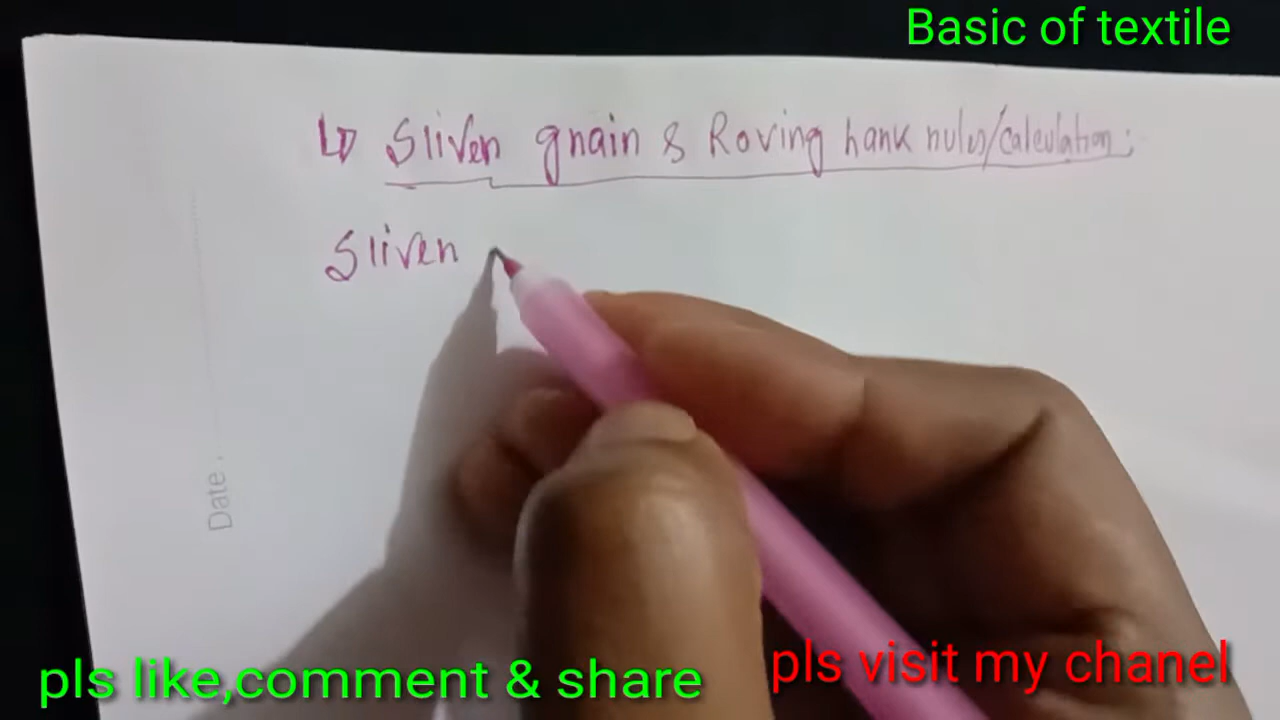 Basic of textile
Sliver grain & Roving hank rules/calculation:
Sliver
Date :
pls like,comment & share
pls visit my chanel